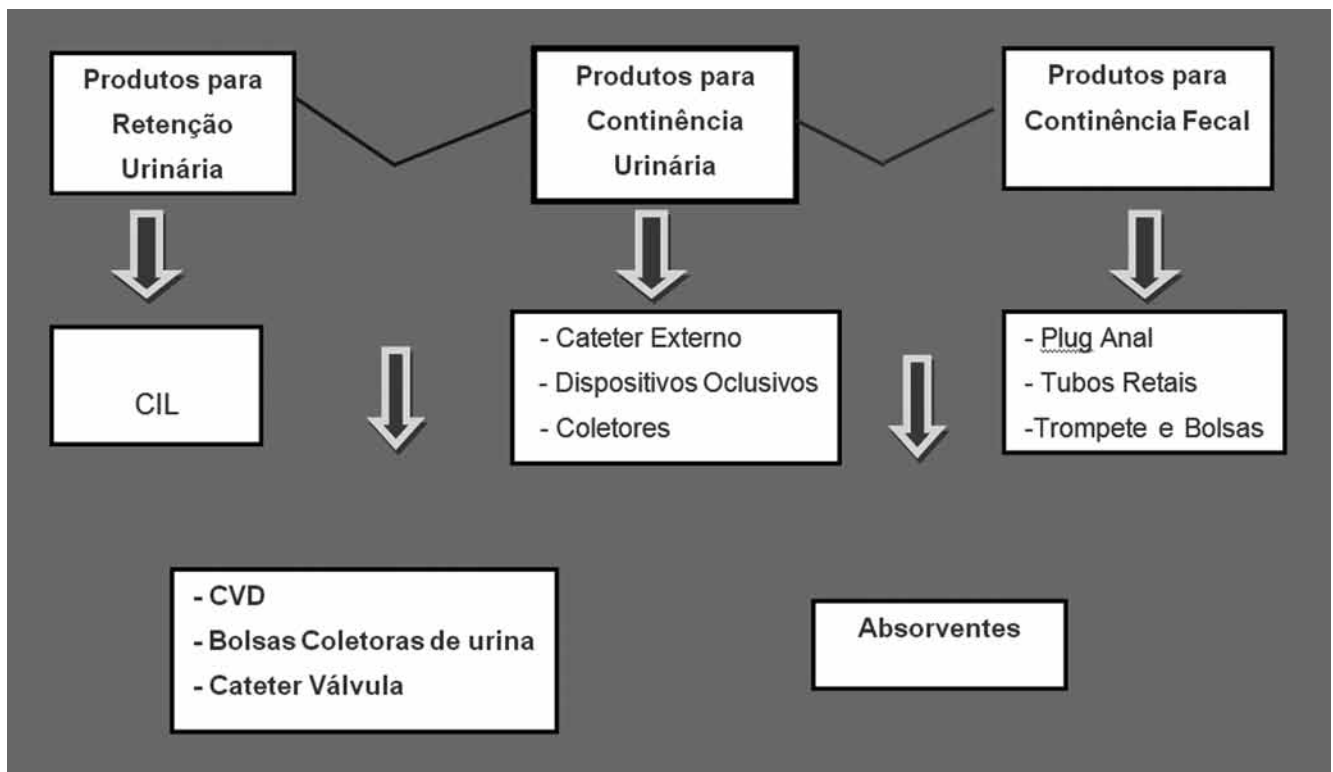 Produtos para
Retenção
Urinária
Produtos para
Continência
Urinária
Produtos para
Continência Fecal
CIL
- Cateter Externo
- Dispositivos Oclusivos
- Coletores
- Plug Anal
- Tubos Retais
-Trompete e Bolsas
- CVD
- Bolsas Coletoras de urina
- Cateter Válvula
Absorventes